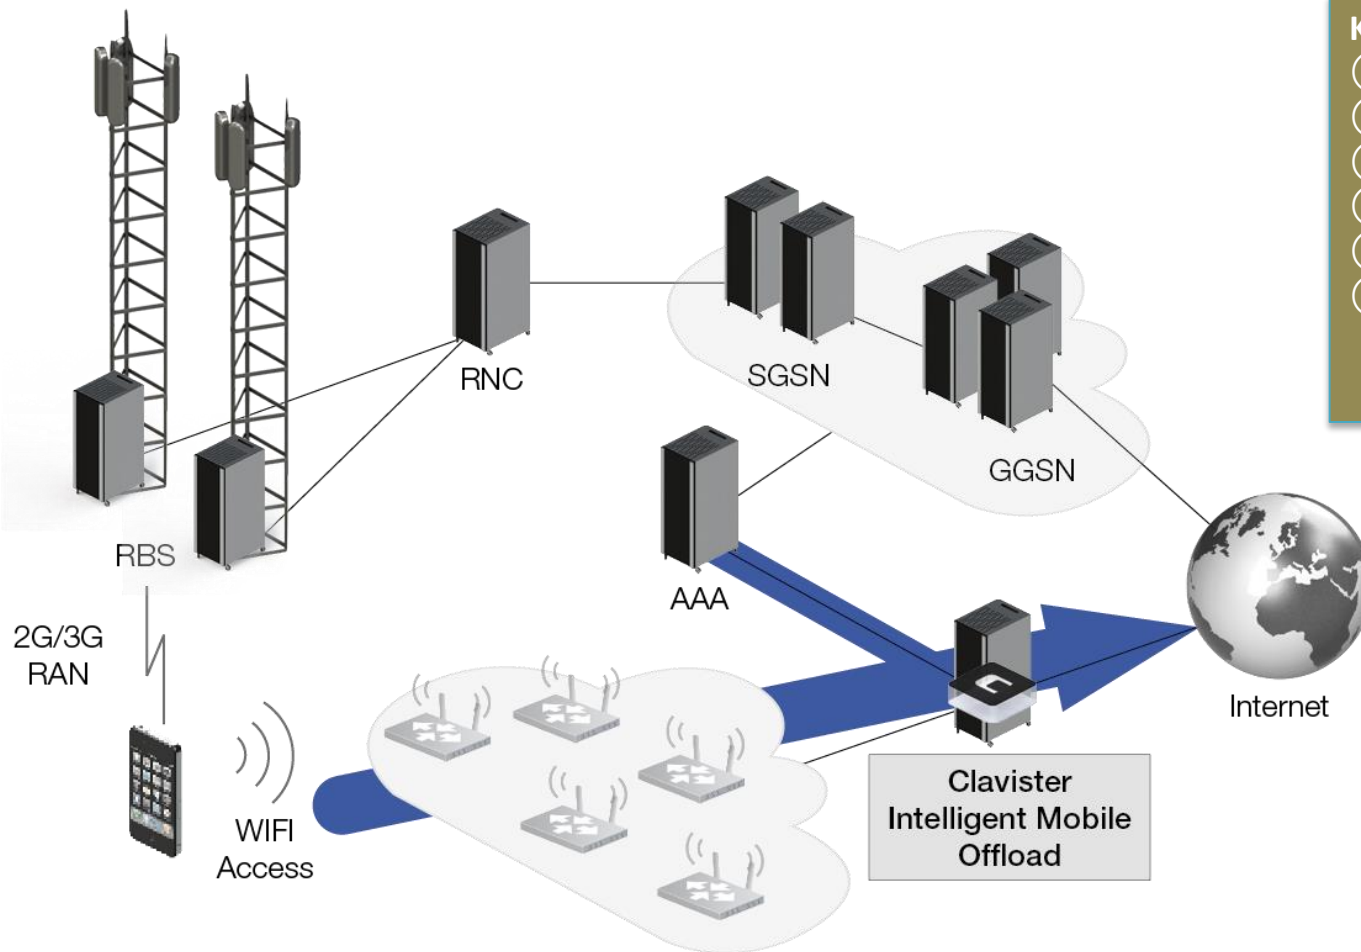 K
RNC
SGSN
GGSN
RBS
AAA
2G/3G
RAN
Internet
WIFI
Access
Clavister
Intelligent Mobile
Offload